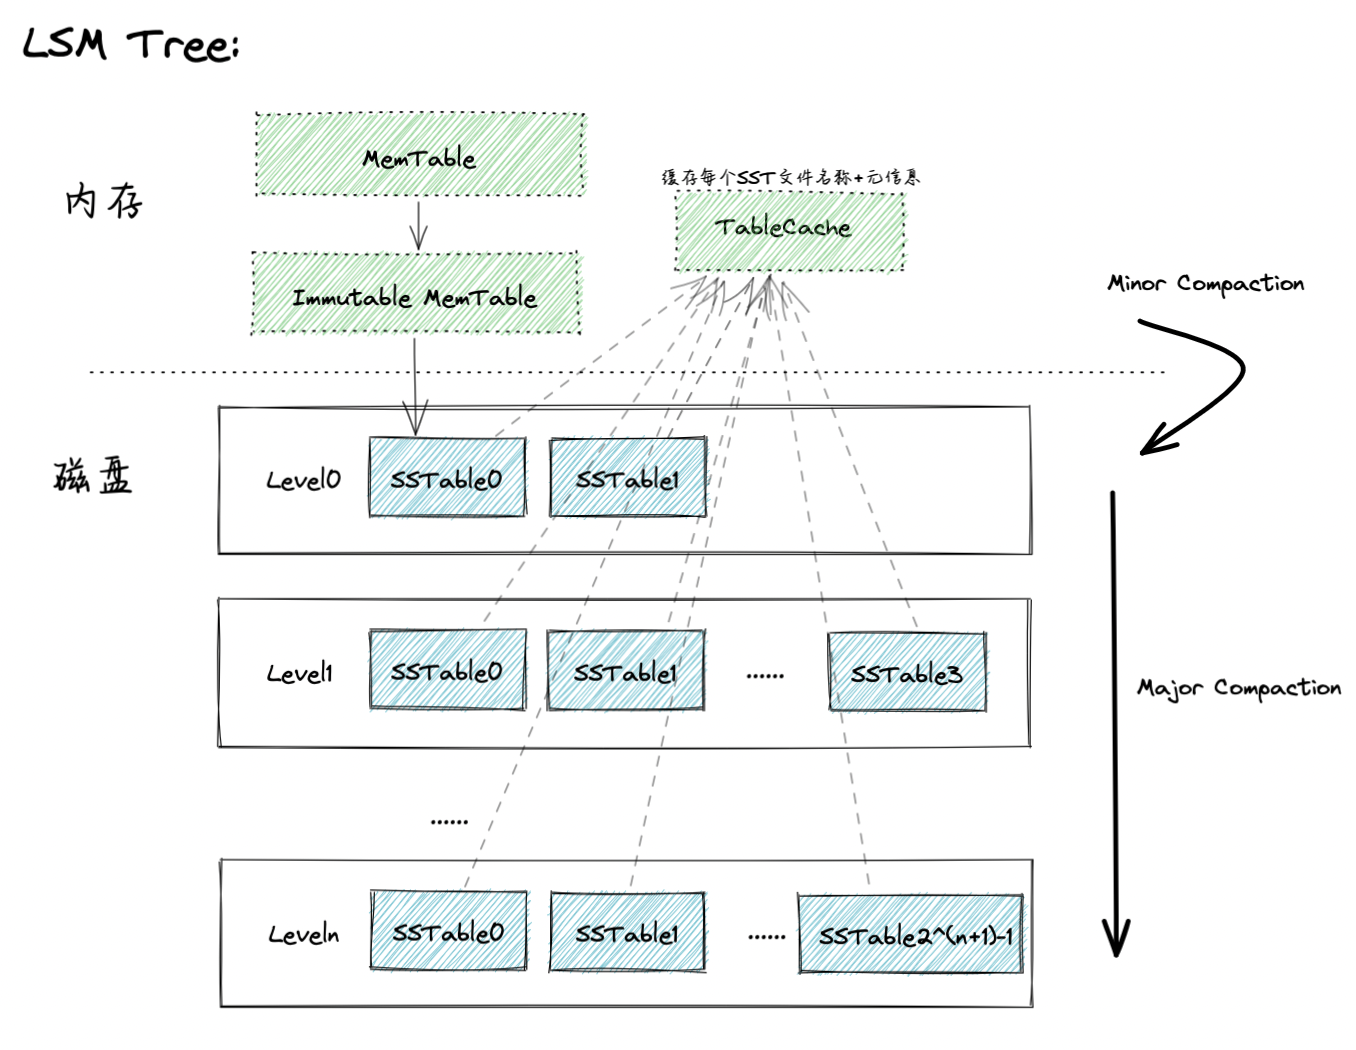 LSM Tree:
MemTable
内存
缓存每个SST文件名称+元信息
TableCache
Immutable MemTable
Minor Compaction
磁盘
Level0
SSTable0
SSTable1
Level1
SSTable0
SSTable1
......
SSTable3
Major Compaction
......
Leveln
SSTable0
SSTable1
......
SSTable2^(n+1)-1